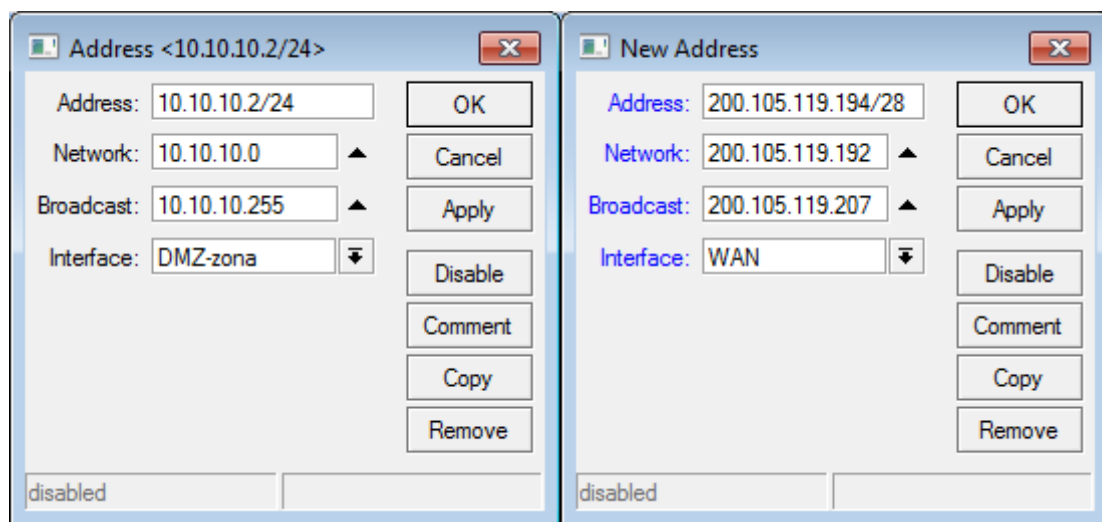 Address <10.10.10.2/24>
Address: 10.10.10.2/24
Network: 10.10.10.0
Broadcast: 10.10.10.255
Interface: DMZ-zona
OK
Cancel
Apply
Disable
Comment
Copy
Remove
disabled
New Address
Address: 200.105.119.194/28
Network: 200.105.119.192
Broadcast: 200.105.119.207
Interface: WAN
OK
Cancel
Apply
Disable
Comment
Copy
Remove
disabled